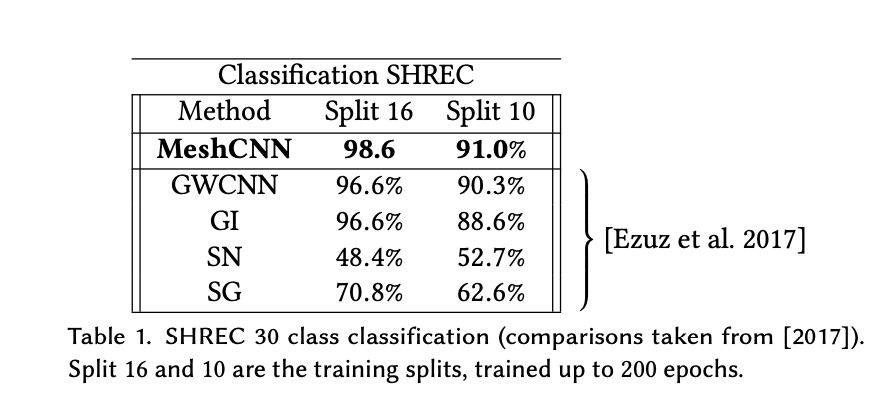 Classification SHREC
Method Split 16 Split 10
MeshCNN 98.6 91.0%
GWCNN 96.6% 90.3%
GI 96.6% 88.6%
[Ezuz et al. 2017]
SN 48.4% 52.7%
SG 70.8% 62.6%
Table 1. SHREC 30 class classification (comparisons taken from [2017]).
Split 16 and 10 are the training splits, trained up to 200 epochs.